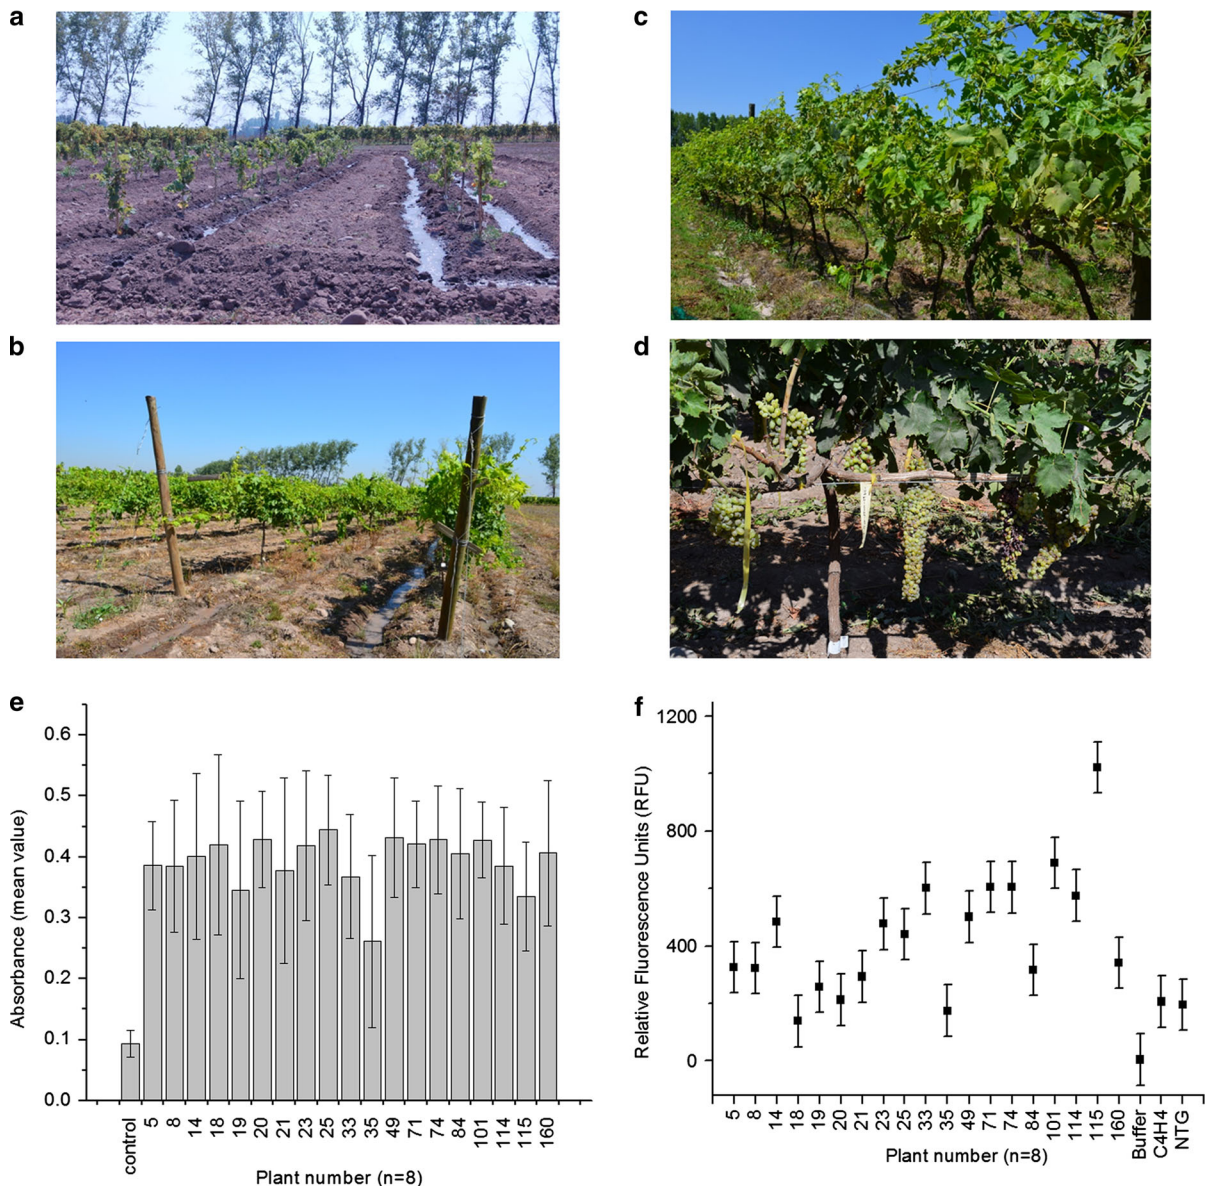 a
c
b
d
e
0.6
0.5
0.4
0.3
0.2
0.1
0.0
Absorbance (mean value)
control 5 8 14 18 19 20 21 23 25 33 35 49 71 74 84 101 114 115 160
Plant number (n=8)
f
1200
800
400
0
Relative Fluorescence Units (RFU)
5 8 14 18 19 20 21 23 25 33 35 49 71 74 84 101 114 115 160 Buffer C4H4 NTG
Plant number (n=8)